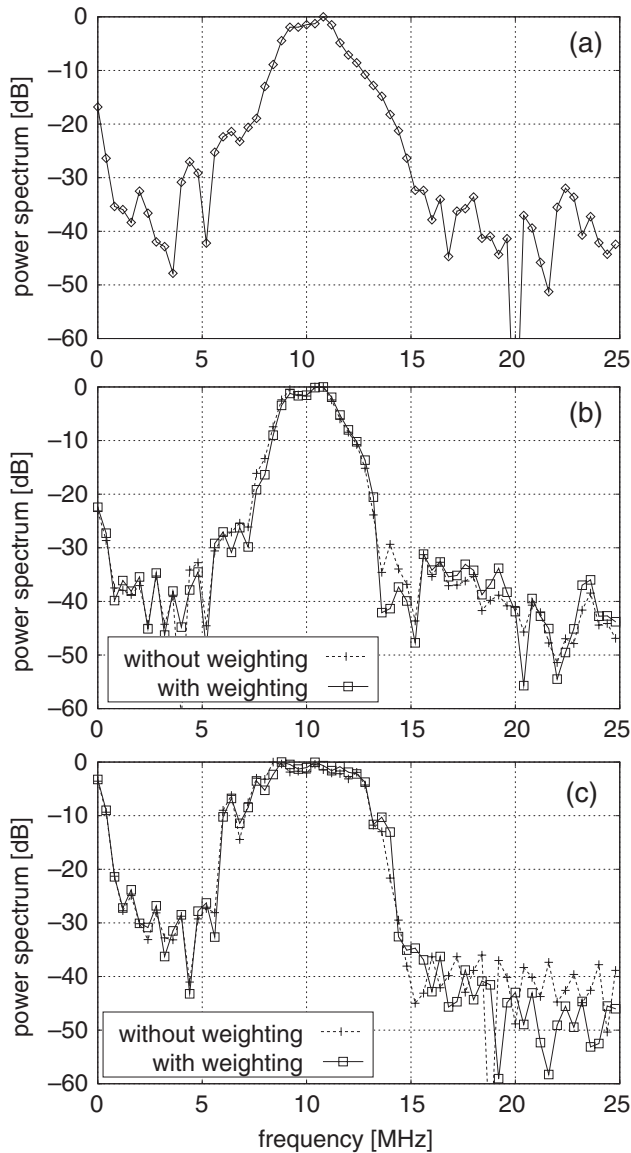 0
−10
−20
−30
−40
−50
−60
power spectrum [dB]
(a)
0 5 10 15 20 25
0
−10
−20
−30
−40
−50
−60
power spectrum [dB]
(b)
without weighting
with weighting
0 5 10 15 20 25
0
−10
−20
−30
−40
−50
−60
power spectrum [dB]
(c)
without weighting
with weighting
0 5 10 15 20 25
frequency [MHz]